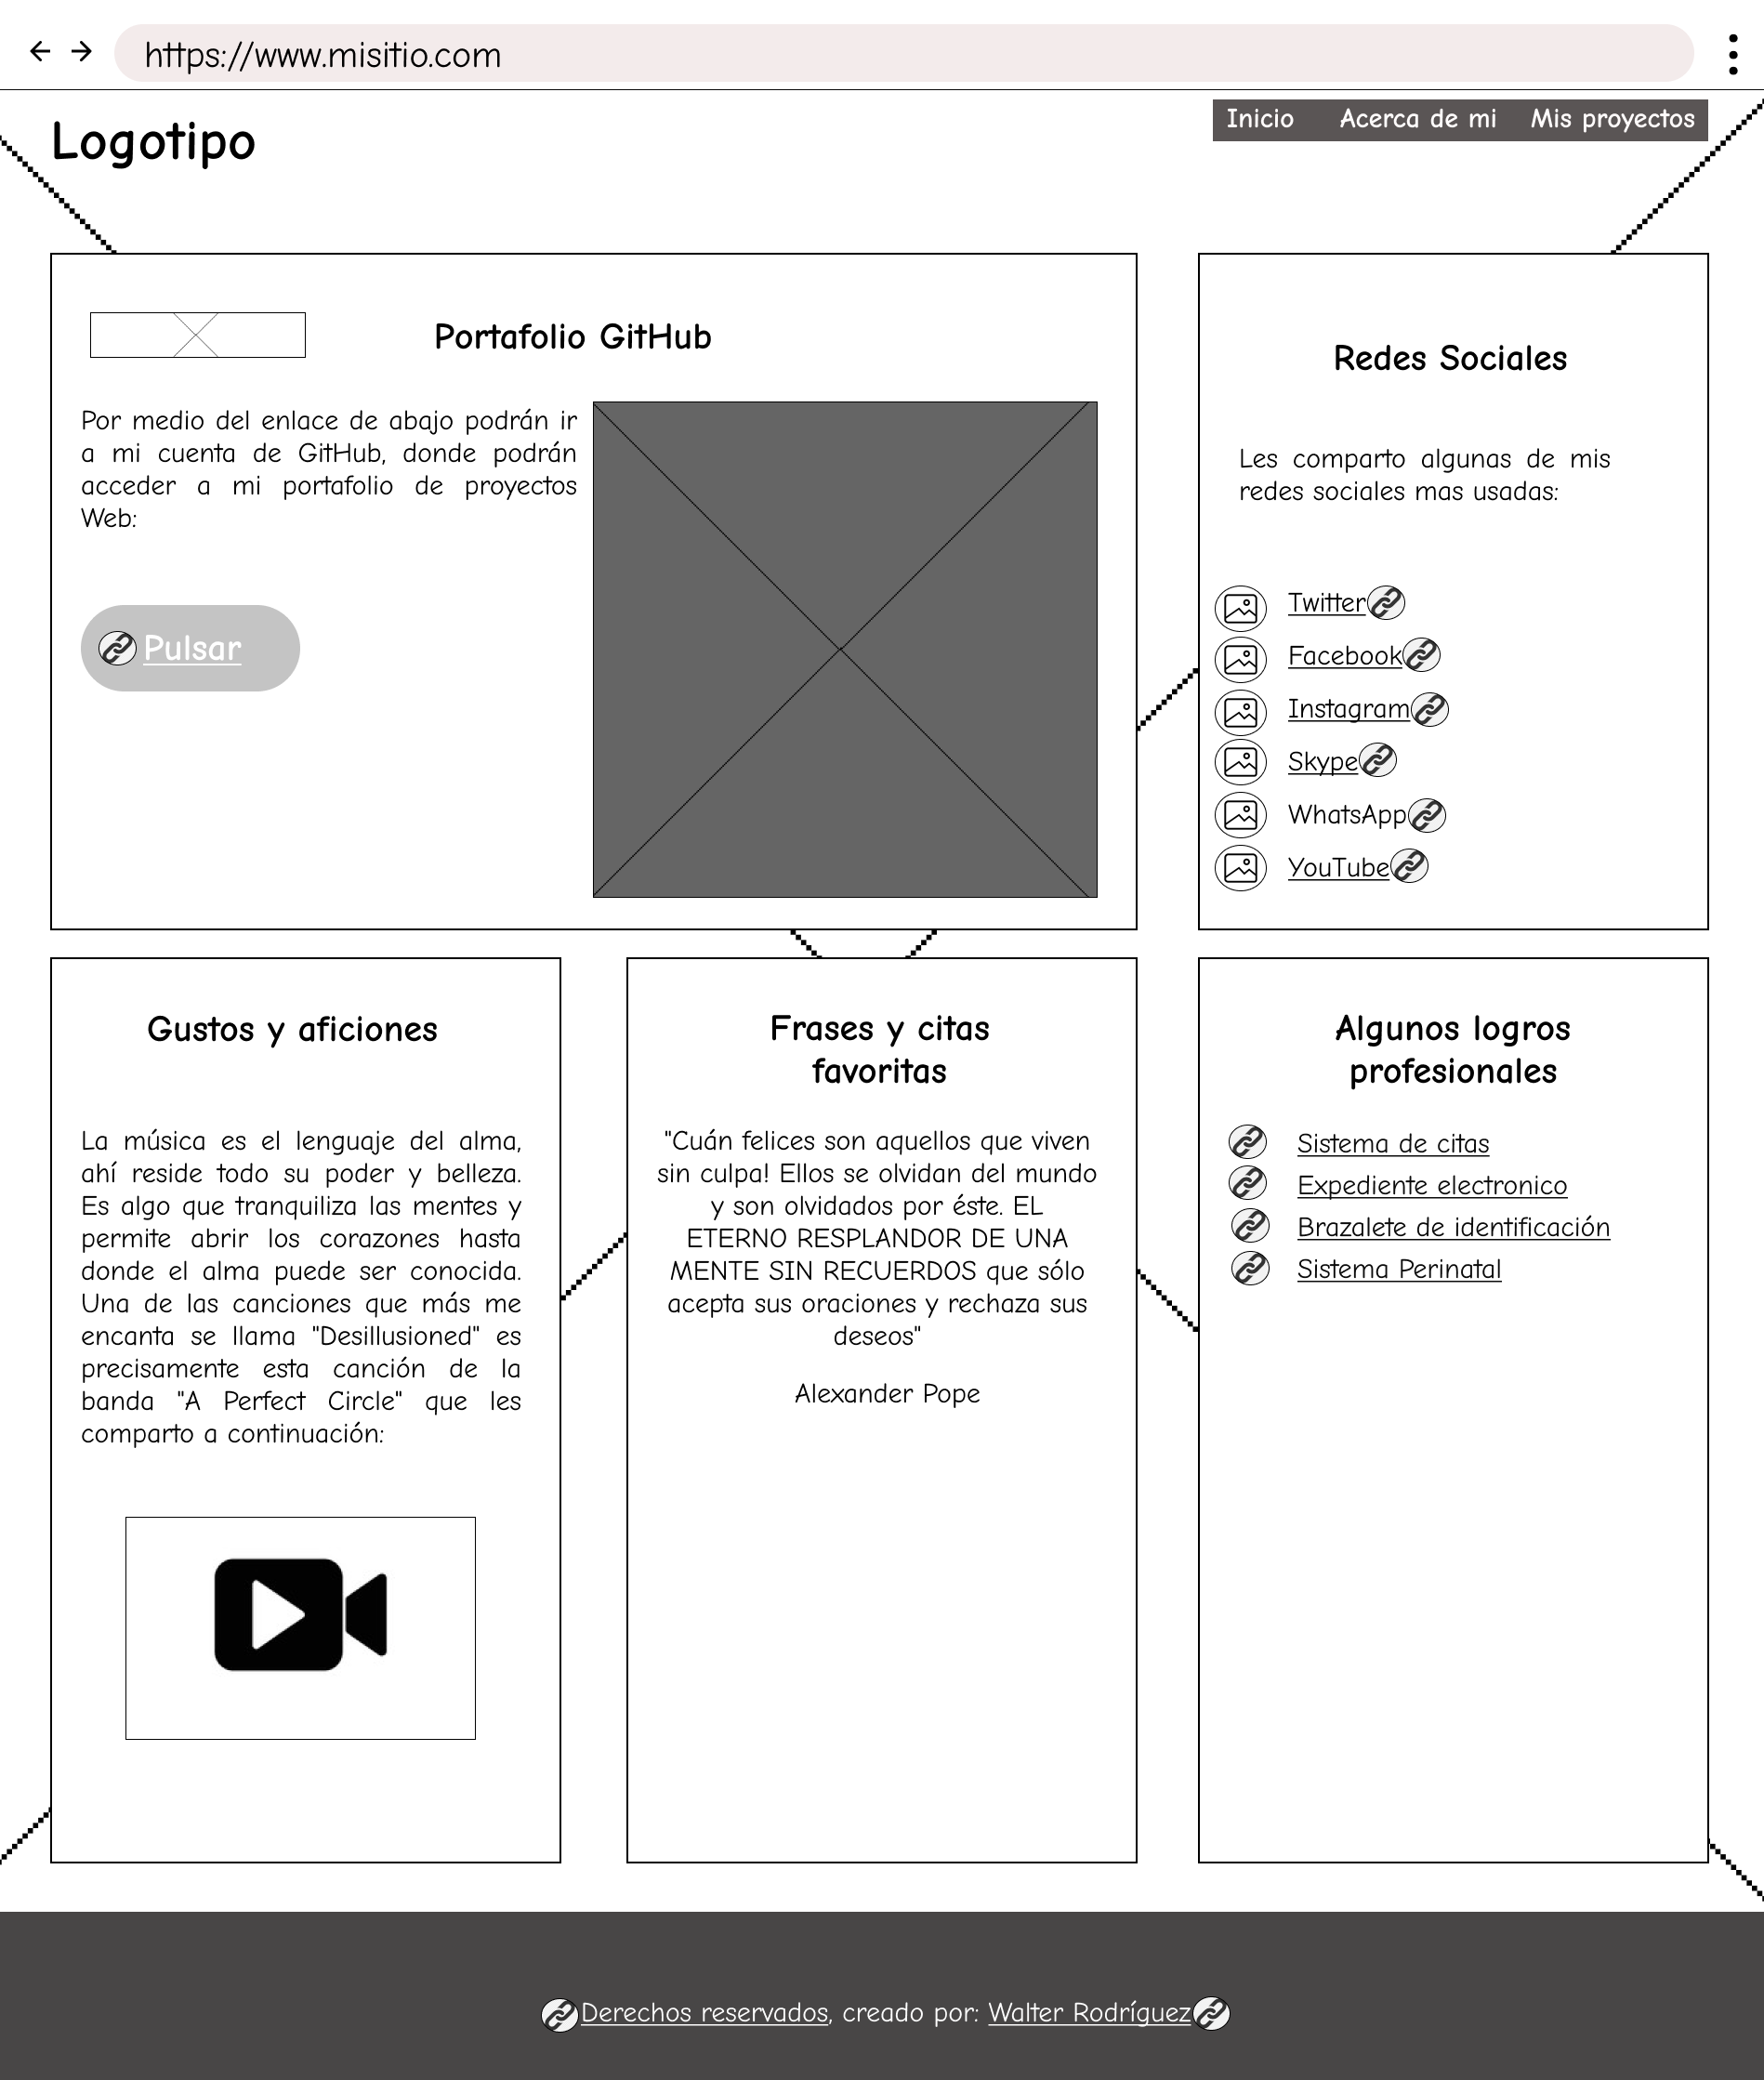 https://www.misitio.com
Logotipo
Inicio Acerca de mi Mis proyectos
Portafolio GitHub
Por medio del enlace de abajo podrán ir
a mi cuenta de GitHub, donde podrán
acceder a mi portafolio de proyectos
Web:
Pulsar
Redes Sociales
Les comparto algunas de mis
redes sociales mas usadas:
Twitter
Facebook
Instagram
Skype
WhatsApp
YouTube
Gustos y aficiones
La música es el lenguaje del alma,
ahí reside todo su poder y belleza.
Es algo que tranquiliza las mentes y
permite abrir los corazones hasta
donde el alma puede ser conocida.
Una de las canciones que más me
encanta se llama "Desillusioned" es
precisamente esta canción de la
banda "A Perfect Circle" que les
comparto a continuación:
Frases y citas
favoritas
"Cuán felices son aquellos que viven
sin culpa! Ellos se olvidan del mundo
y son olvidados por éste. EL
ETERNO RESPLANDOR DE UNA
MENTE SIN RECUERDOS que sólo
acepta sus oraciones y rechaza sus
deseos"
Alexander Pope
Algunos logros
profesionales
Sistema de citas
Expediente electronico
Brazalete de identificación
Sistema Perinatal
Derechos reservados, creado por: Walter Rodríguez